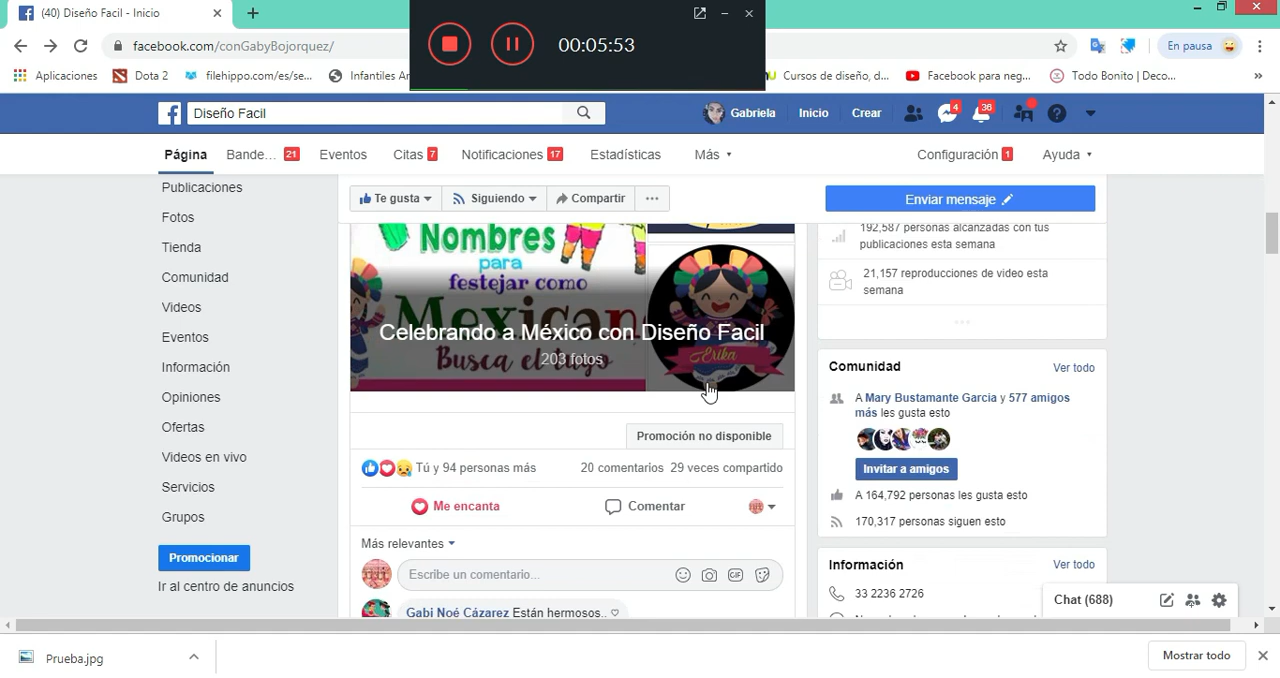 (40) Diseño Facil - Inicio
00:05:53
facebook.com/conGabyBojorquez/
En pausa
Aplicaciones
Dota 2
filehippo.com/es/se...
Infantiles
Cursos de diseño, d...
Facebook para neg...
Todo Bonito | Deco...
Diseño Facil
Gabriela
Inicio
Crear
4
36
Página
Bande... 21
Eventos
Citas 7
Notificaciones 17
Estadísticas
Más
Configuración 1
Ayuda
Publicaciones
Fotos
Tienda
Comunidad
Videos
Eventos
Información
Opiniones
Ofertas
Videos en vivo
Servicios
Grupos
Promocionar
Ir al centro de anuncios
Te gusta
Siguiendo
Compartir
Enviar mensaje
Nombres
para
festejar como
Mexican
Busca el tuyo
Erika
Celebrando a México con Diseño Facil
203 fotos
Promoción no disponible
Tú y 94 personas más
20 comentarios 29 veces compartido
Me encanta
Comentar
Más relevantes
Escribe un comentario...
GIF
Gabi Noé Cázarez Están hermosos..♡
192,587 personas alcanzadas con tus
publicaciones esta semana
21,157 reproducciones de video esta
semana
Comunidad
Ver todo
A Mary Bustamante Garcia y 577 amigos
más les gusta esto
Invitar a amigos
A 164,792 personas les gusta esto
170,317 personas siguen esto
Información
Ver todo
33 2236 2726
Chat (688)
Prueba.jpg
Mostrar todo